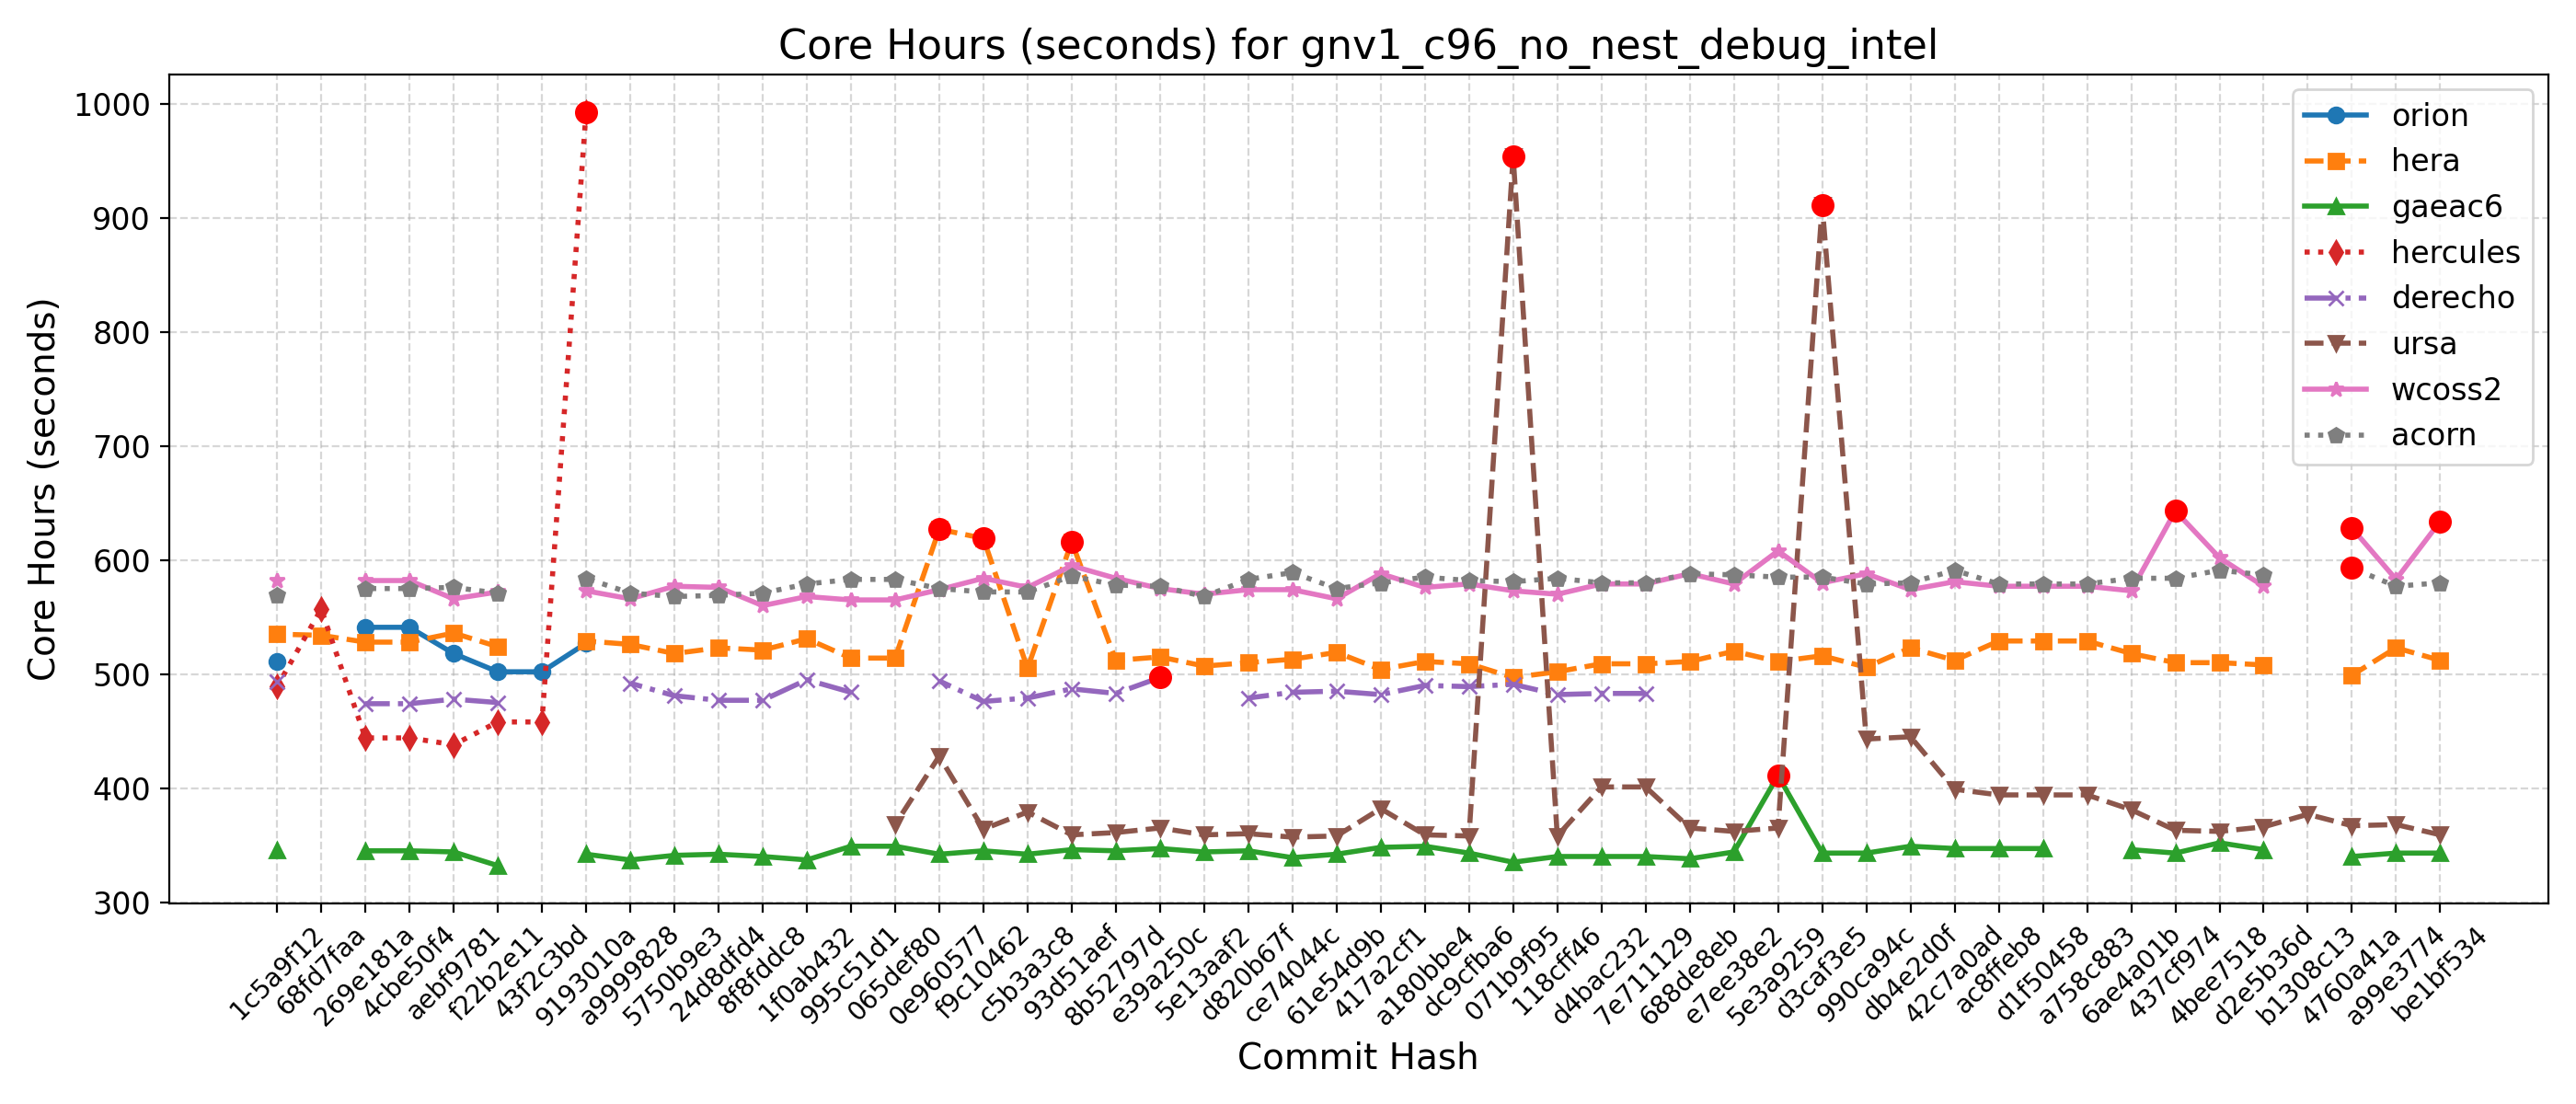 Core Hours (seconds) for gnv1_c96_no_nest_debug_intel
Core Hours (seconds)
1000
900
800
700
600
500
400
300
orion
hera
gaeac6
hercules
derecho
ursa
wcoss2
acorn
1c5a9f12
68fd7faa
269e181a
4cbe50f4
aebf9781
f22b2e11
43f2c3bd
9193010a
a9999828
5750b9e3
24d8dfd4
8f8fddc8
1f0ab432
995c51d1
065def80
0e960577
f9c10462
c5b3a3c8
93d51aef
8b52797d
e39a250c
5e13aaf2
d820b67f
ce74044c
61e54d9b
417a2cf1
a180bbe4
dc9cfba6
071b9f95
118cff46
d4bac232
7e711129
688de8eb
e7ee38e2
5e3a9259
d3caf3e5
990ca94c
db4e2d0f
42c7a0ad
ac8ffeb8
d1f50458
a758c883
6ae4a01b
437cf974
4bee7518
d2e5b36d
b1308c13
4760a41a
a99e3774
be1bf534
Commit Hash